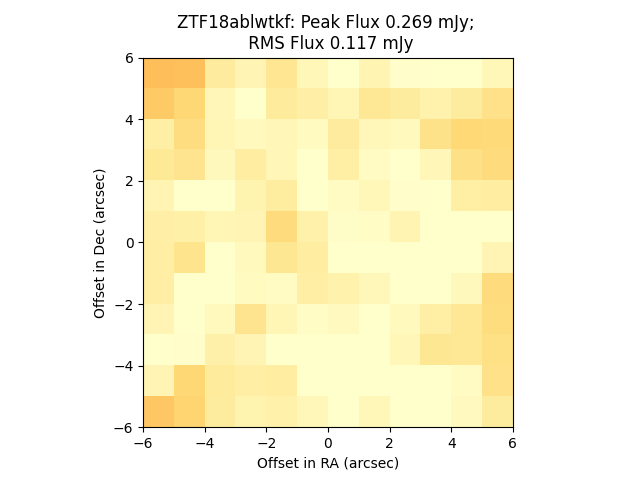 ZTF18ablwtkf: Peak Flux 0.269 mJy;
RMS Flux 0.117 mJy
6
4
2
0
−2
−4
−6
Offset in Dec (arcsec)
−6 −4 −2 0 2 4 6
Offset in RA (arcsec)